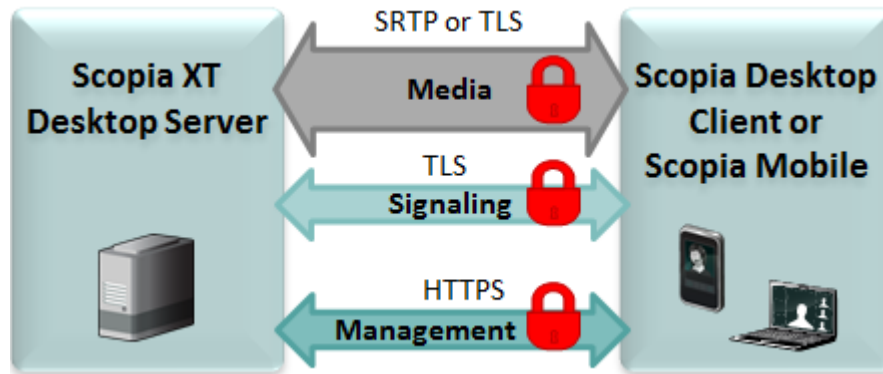 Scopia XT
Desktop Server
SRTP or TLS
Media
TLS
Signaling
HTTPS
Management
Scopia Desktop
Client or
Scopia Mobile